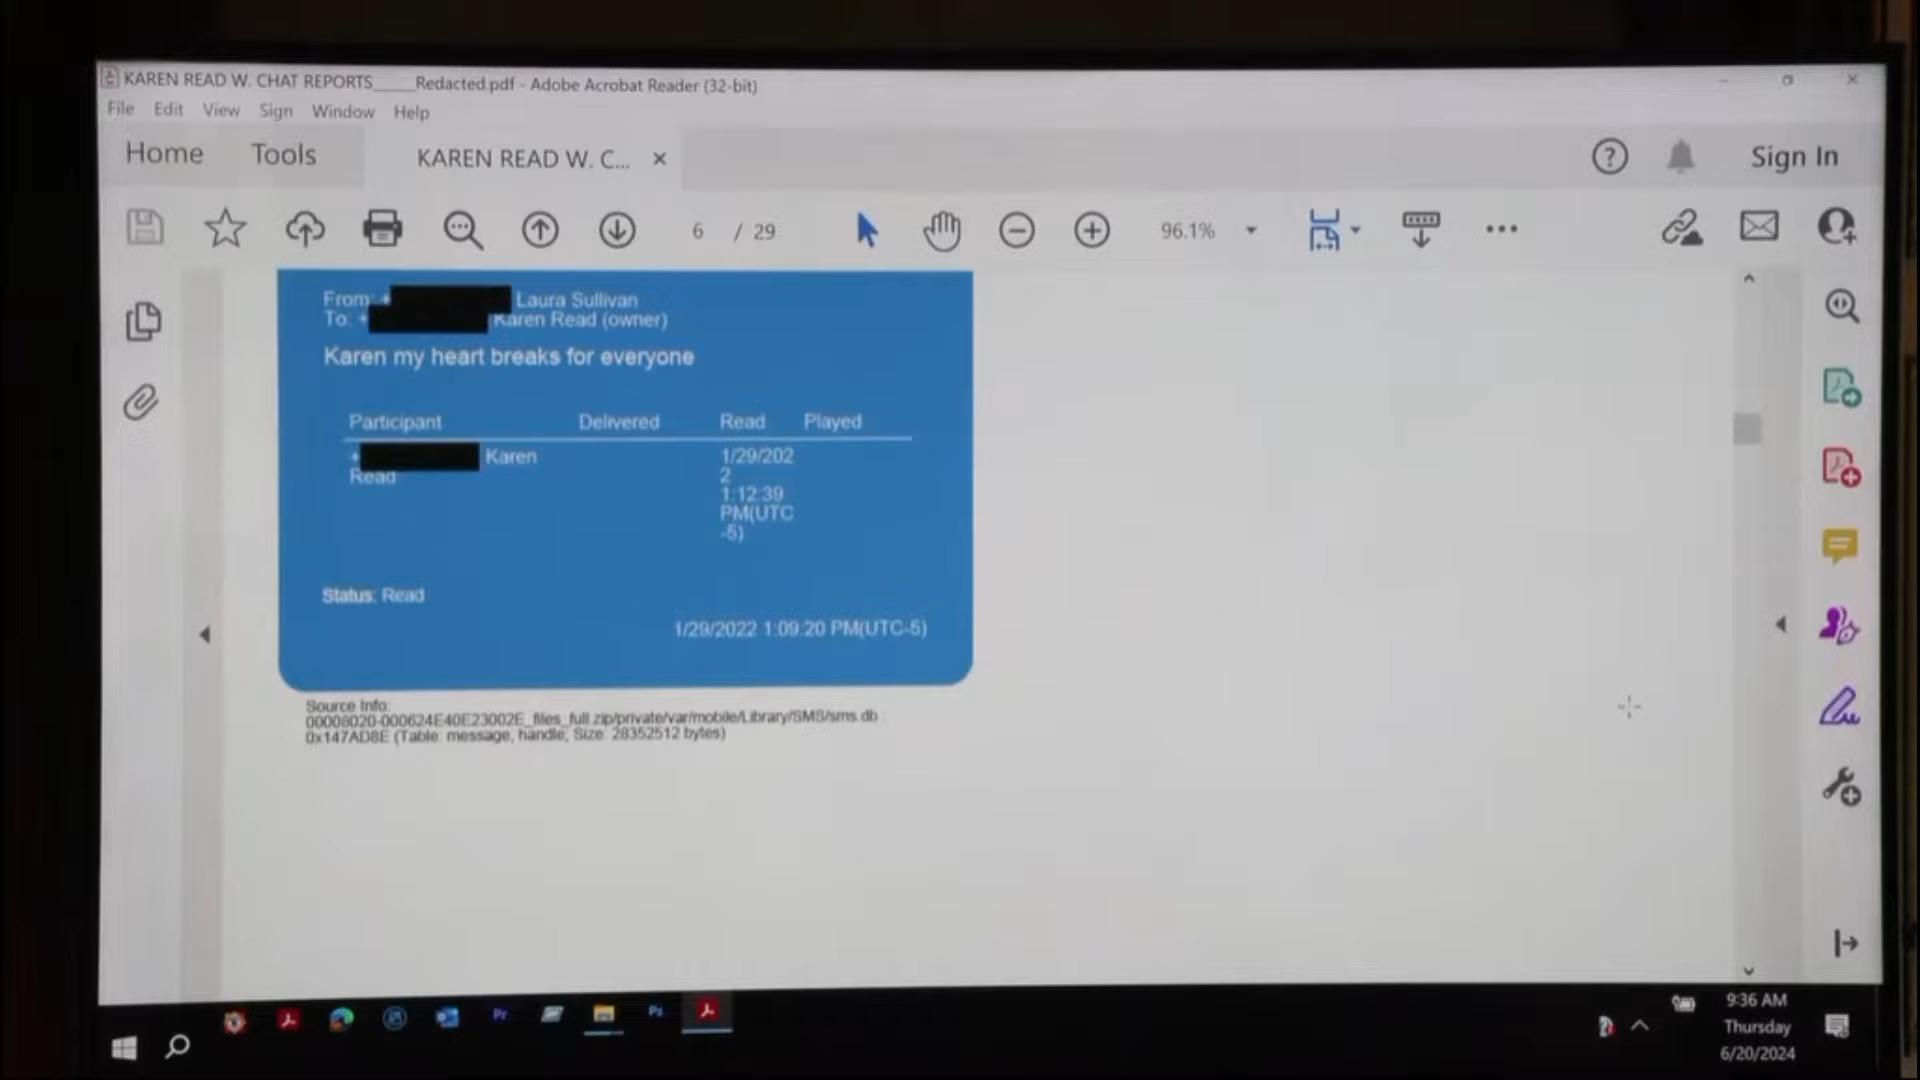 KAREN READ W. CHAT REPORTS____Redacted.pdf - Adobe Acrobat Reader (32-bit)
File Edit View Sign Window Help
Home Tools KAREN READ W. C... × Sign In
6 / 29 96.1%
From: + Laura Sullivan
To: + Karen Read (owner)
Karen my heart breaks for everyone
Participant Delivered Read Played
+ Karen 1/29/202
Read 2
1:12:39
PM(UTC
-5)
Status: Read
1/29/2022 1:09:20 PM(UTC-5)
Source Info:
00008020-000624E40E23002E_files_full.zip/private/var/mobile/Library/SMS/sms.db
0x147AD8E (Table: message, handle, Size: 28352512 bytes)
Pr Ps
9:36 AM
Thursday
6/20/2024